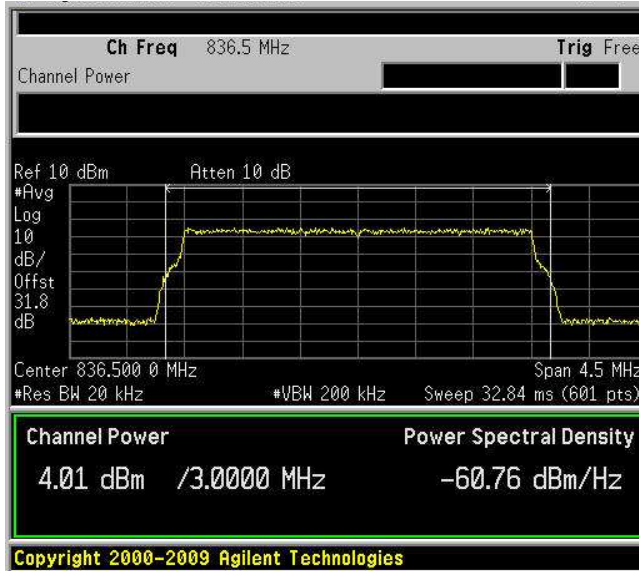 Ch Freq 836.5 MHz Trig Free
Channel Power
Ref 10 dBm Atten 10 dB
#Avg
Log
10
dB/
Offst
31.8
dB
Center 836.500 0 MHz Span 4.5 MHz
#Res BW 20 kHz #VBW 200 kHz Sweep 32.84 ms (601 pts)
Channel Power Power Spectral Density
4.01 dBm /3.0000 MHz -60.76 dBm/Hz
Copyright 2000-2009 Agilent Technologies